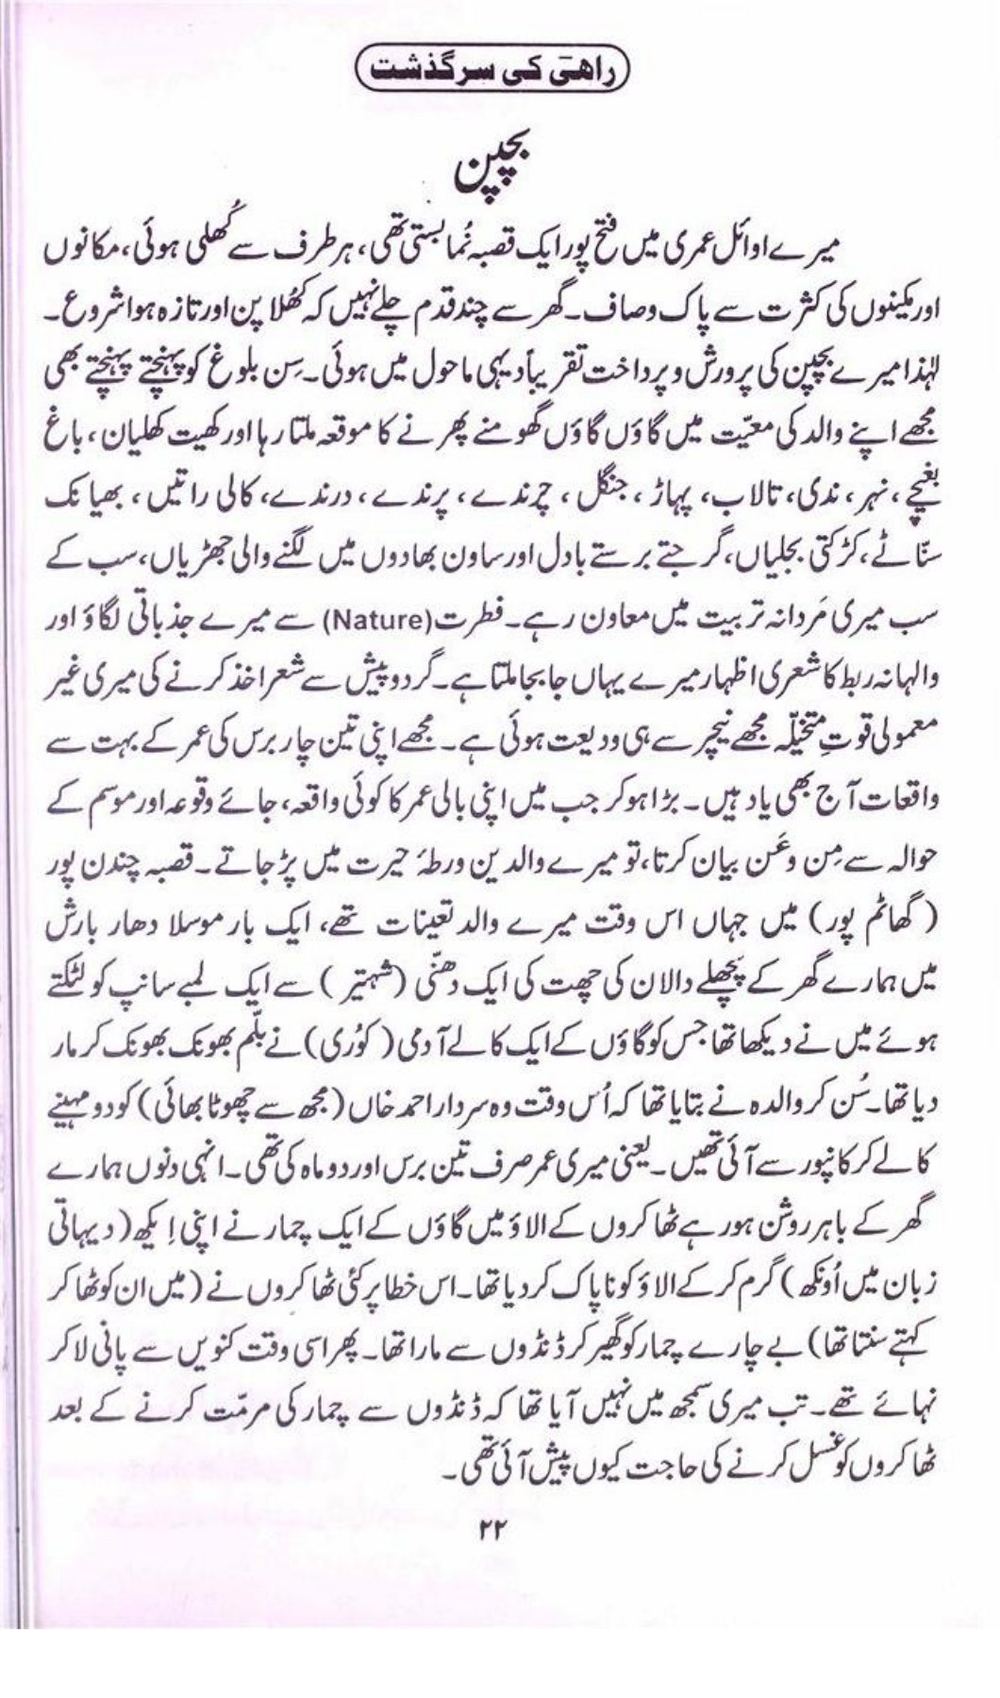 راہیؔ کی سرگذشت
بچپن
میرے اوائل عمری میں فتح پور ایک قصبہ نُما بستی تھی، ہر طرف سے کُھلی ہوئی، مکانوں
اور مکینوں کی کثرت سے پاک وصاف۔ گھر سے چند قدم چلے نہیں کہ کُھلا پن اور تازہ ہوا شروع۔
لہٰذا میرے بچپن کی پرورش و پرداخت تقریباً دیہی ماحول میں ہوئی۔ سِن بلوغ کو پہنچتے پہنچتے بھی
مجھے اپنے والد کی معیّت میں گاؤں گاؤں گھومنے پھرنے کا موقعہ ملتا رہا اور کھیت کھلیان، باغ
بغیچے، نہر، ندی، تالاب، پہاڑ، جنگل، چرندے، پرندے، درندے، کالی راتیں، بھیانک
سنّاٹے، کڑکتی بجلیاں، گرجتے برستے بادل اور ساون بھادوں میں لگنے والی جھڑیاں، سب کے
سب میری مَردانہ تربیت میں معاون رہے۔ فطرت (Nature) سے میرے جذباتی لگاؤ اور
والہانہ ربط کا شعری اظہار میرے یہاں جا بجا ملتا ہے۔ گرد و پیش سے شعر اخذ کرنے کی میری غیر
معمولی قوتِ متخیّلہ مجھے نیچر سے ہی ودیعت ہوئی ہے۔ مجھے اپنی تین چار برس کی عمر کے بہت سے
واقعات آج بھی یاد ہیں۔ بڑا ہو کر جب میں اپنی بالی عمر کا کوئی واقعہ، جائے وقوعہ اور موسم کے
حوالہ سے مِن وعَن بیان کرتا، تو میرے والدین ورطۂ حیرت میں پڑ جاتے۔ قصبہ چندن پور
(گھاٹم پور) میں جہاں اس وقت میرے والد تعینات تھے، ایک بار موسلا دھار بارش
میں ہمارے گھر کے پچھلے دالان کی چھت کی ایک دھنّی (شہتیر) سے ایک لمبے سانپ کو لٹکتے
ہوئے میں نے دیکھا تھا جس کو گاؤں کے ایک کالے آدمی (کوُری) نے بلّم بھونک بھونک کر مار
دیا تھا۔ سُن کر والدہ نے بتایا تھا کہ اُس وقت وہ سردار احمد خاں (مجھ سے چھوٹا بھائی) کو دو مہینے
کا لے کر کانپور سے آئی تھیں۔ یعنی میری عمر صرف تین برس اور دو ماہ کی تھی۔ انہی دنوں ہمارے
گھر کے باہر روشن ہو رہے ٹھاکروں کے الاؤ میں گاؤں کے ایک چمار نے اپنی اِیکھ (دیہاتی
زبان میں اُونکھ) گرم کر کے الاؤ کو ناپاک کر دیا تھا۔ اس خطا پر کئی ٹھاکروں نے (میں ان کو ٹھاکر
کہتے سنتا تھا) بے چارے چمار کو گھیر کر ڈنڈوں سے مارا تھا۔ پھر اسی وقت کنویں سے پانی لا کر
نہائے تھے۔ تب میری سمجھ میں نہیں آیا تھا کہ ڈنڈوں سے چمار کی مرمّت کرنے کے بعد
ٹھاکروں کو غسل کرنے کی حاجت کیوں پیش آئی تھی۔
۲۲